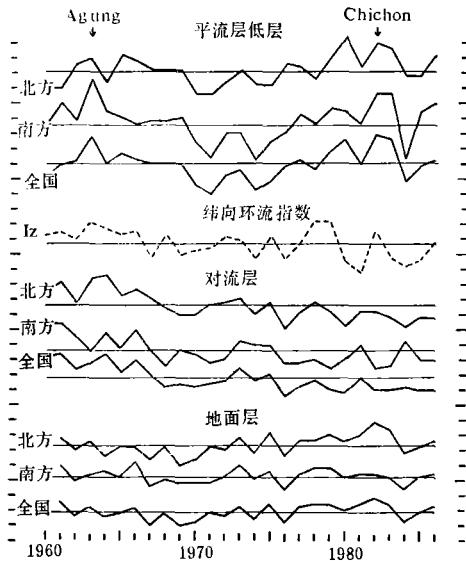 Agung
Chichon
平流层低层
北方
南方
全国
纬向环流指数
Iz
对流层
北方
南方
全国
地面层
北方
南方
全国
1960 1970 1980